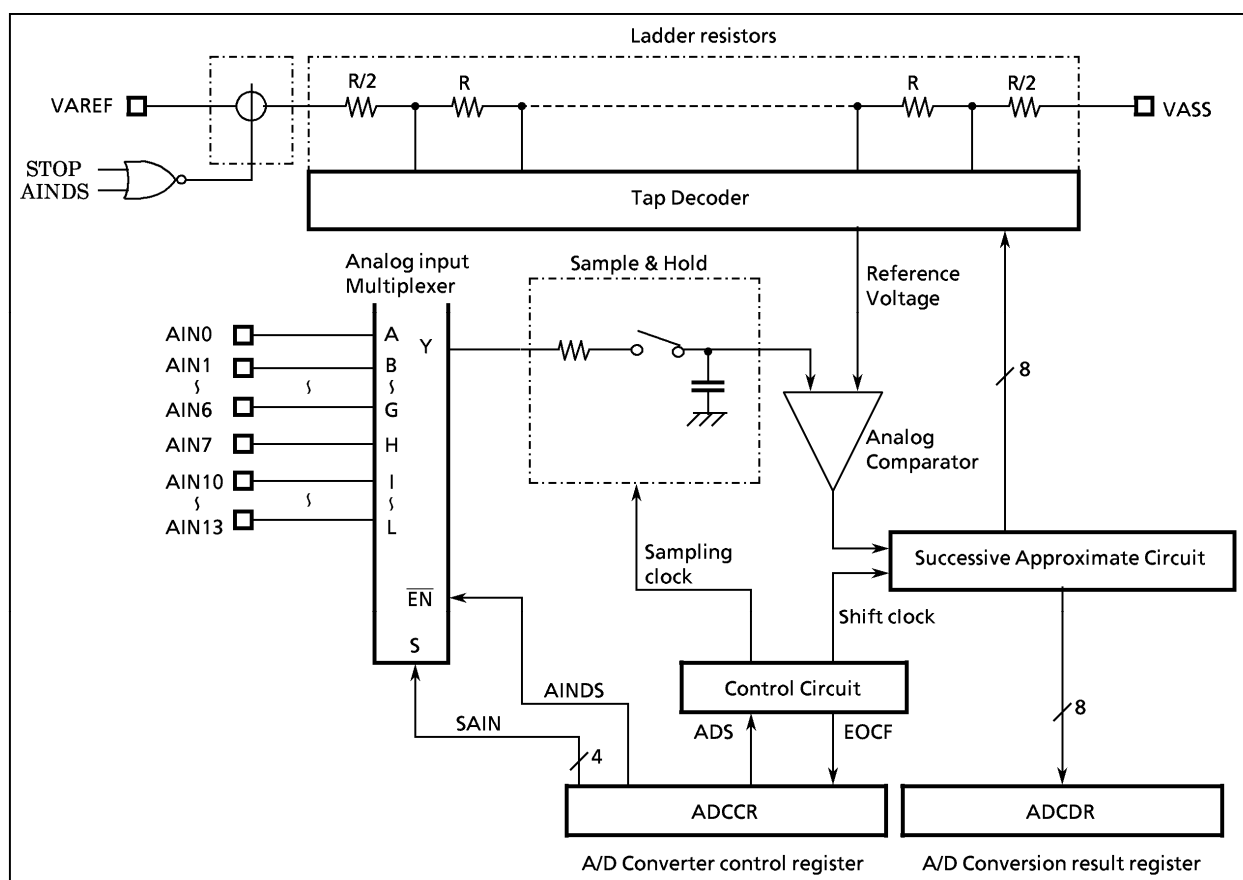 Ladder resistors
R/2
R
R
R/2
VAREF
VASS
STOP
AINDS
Tap Decoder
Analog input
Multiplexer
Sample & Hold
Reference
Voltage
AIN0
A
Y
AIN1
B
8
AIN6
G
AIN7
H
Analog
Comparator
AIN10
I
AIN13
L
Sampling
clock
Successive Approximate Circuit
EN
Shift clock
S
AINDS
Control Circuit
SAIN
ADS
EOCF
8
4
ADCCR
ADCDR
A/D Converter control register
A/D Conversion result register